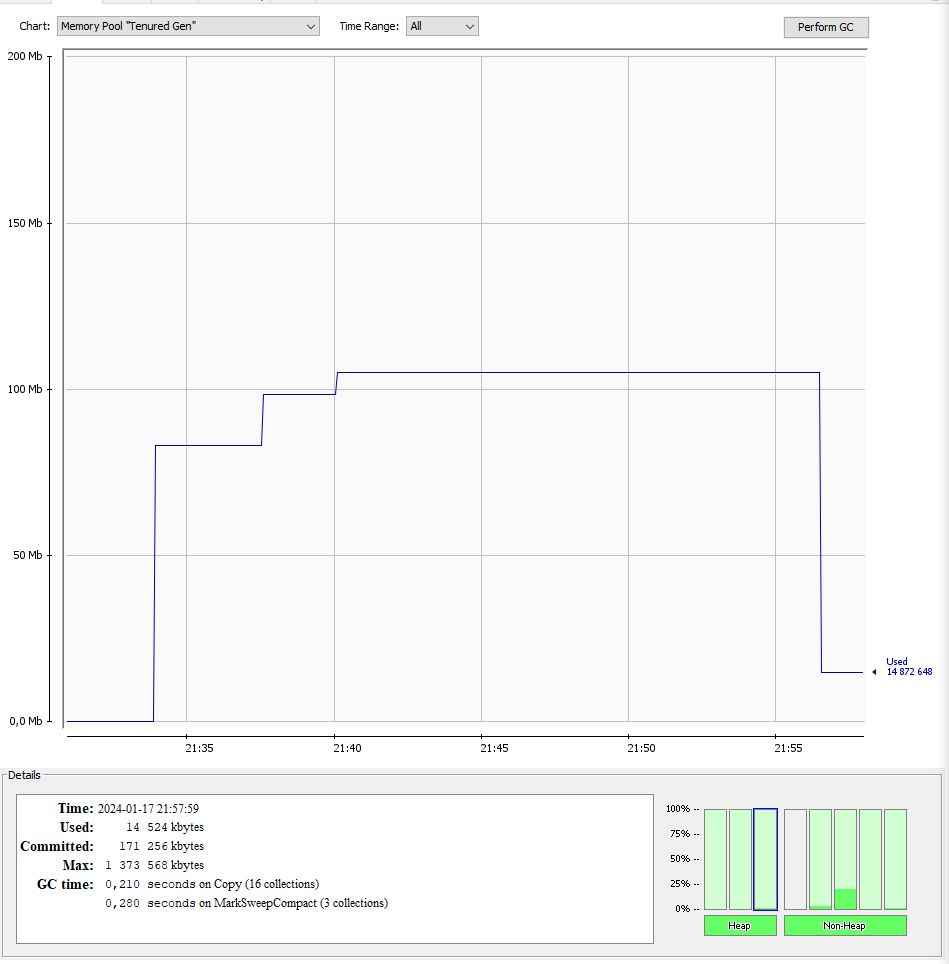 Chart: Memory Pool "Tenured Gen" Time Range: All Perform GC
200 Mb
150 Mb
100 Mb
50 Mb
0,0 Mb
Used
14 872 648
21:35 21:40 21:45 21:50 21:55
Details
Time: 2024-01-17 21:57:59
Used: 14 524 kbytes
Committed: 171 256 kbytes
Max: 1 373 568 kbytes
GC time: 0,210 seconds on Copy (16 collections)
0,280 seconds on MarkSweepCompact (3 collections)
100% --
75% --
50% --
25% --
0% --
Heap Non-Heap